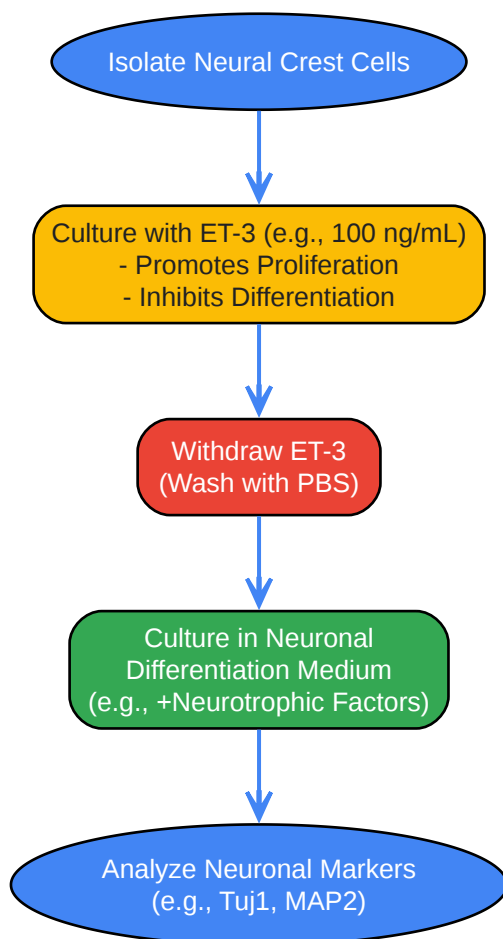 Isolate Neural Crest Cells
Culture with ET-3 (e.g., 100 ng/mL)
- Promotes Proliferation
- Inhibits Differentiation
Withdraw ET-3
(Wash with PBS)
Culture in Neuronal
Differentiation Medium
(e.g., +Neurotrophic Factors)
Analyze Neuronal Markers
(e.g., Tuj1, MAP2)